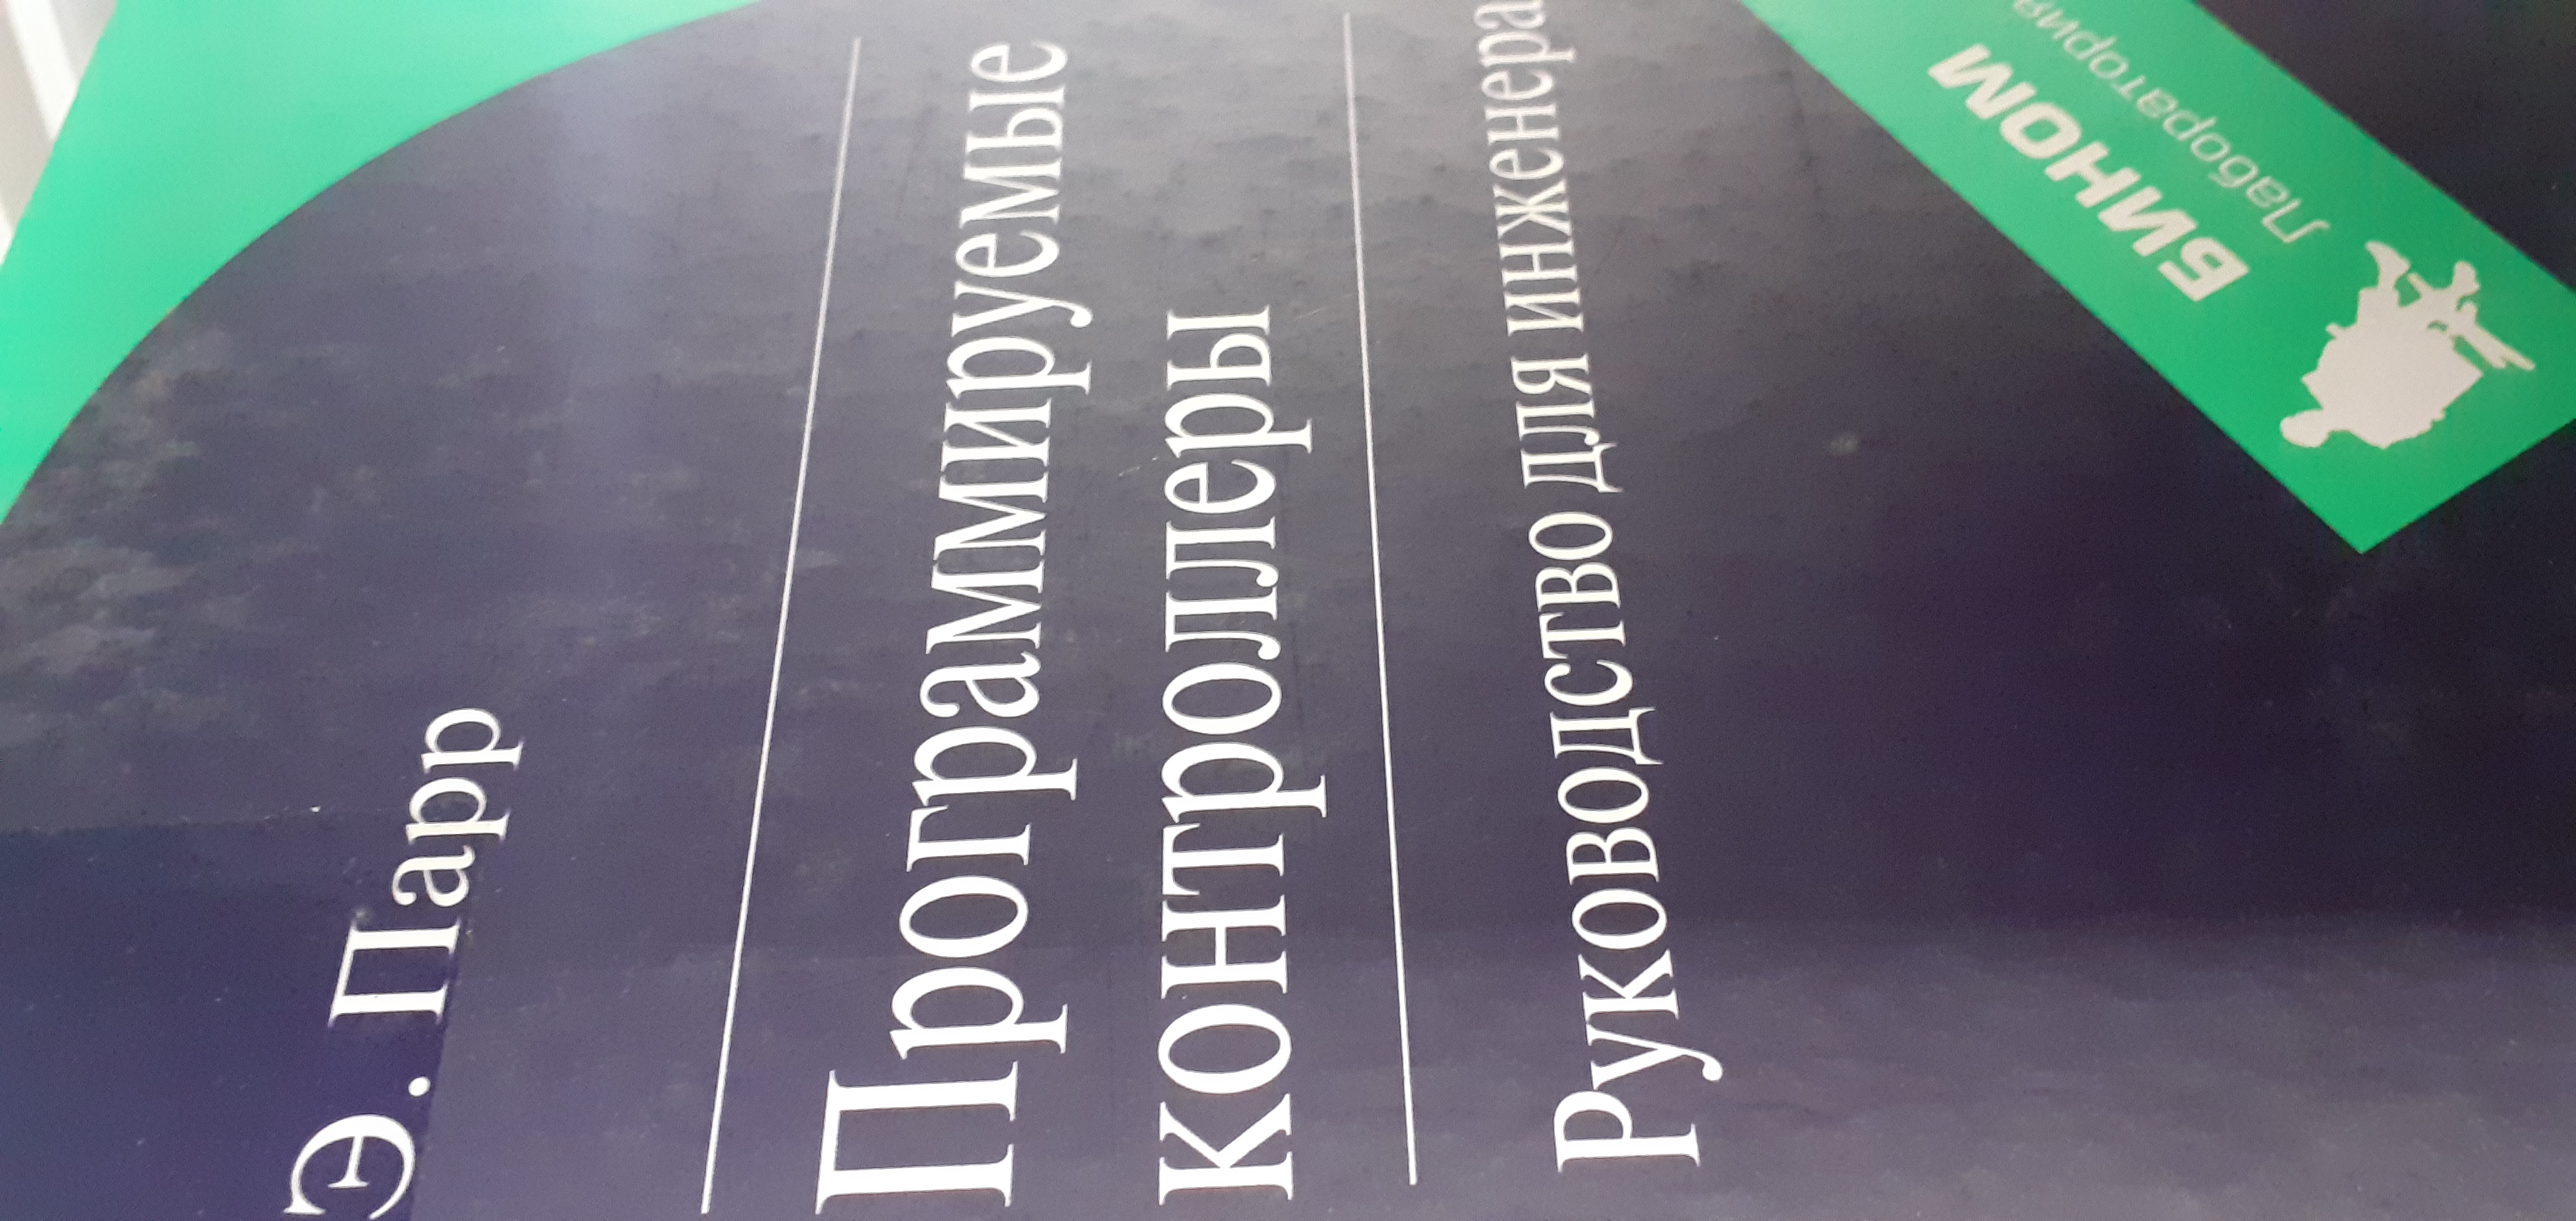 Э. Парр
Программируемые
контроллеры
Руководство для инженера
БИНОМ
Лаборатория